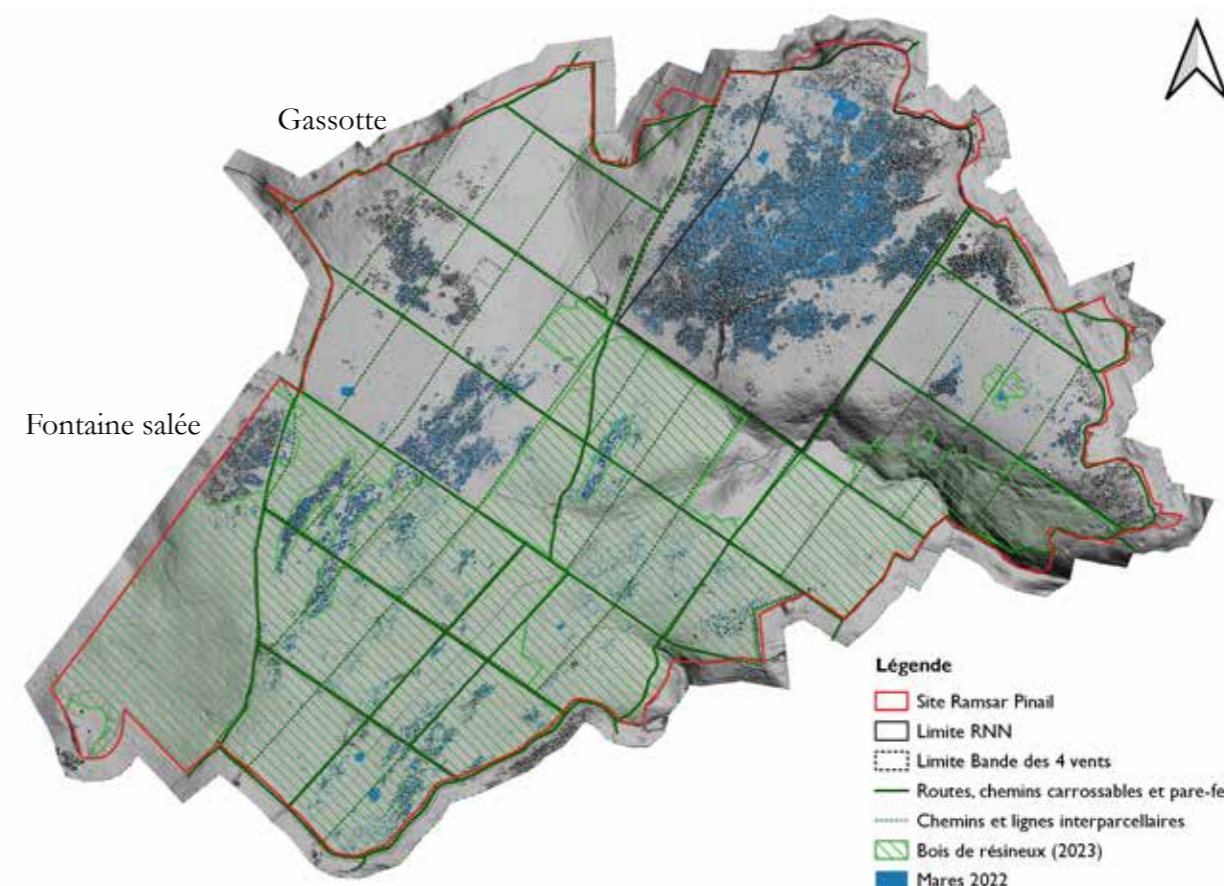 Gassotte
Fontaine salée
Légende
Site Ramsar Pinail
Limite RNN
Limite Bande des 4 vents
Routes, chemins carrossables et pare-fe
Chemins et lignes interparcellaires
Bois de résineux (2023)
Mares 2022